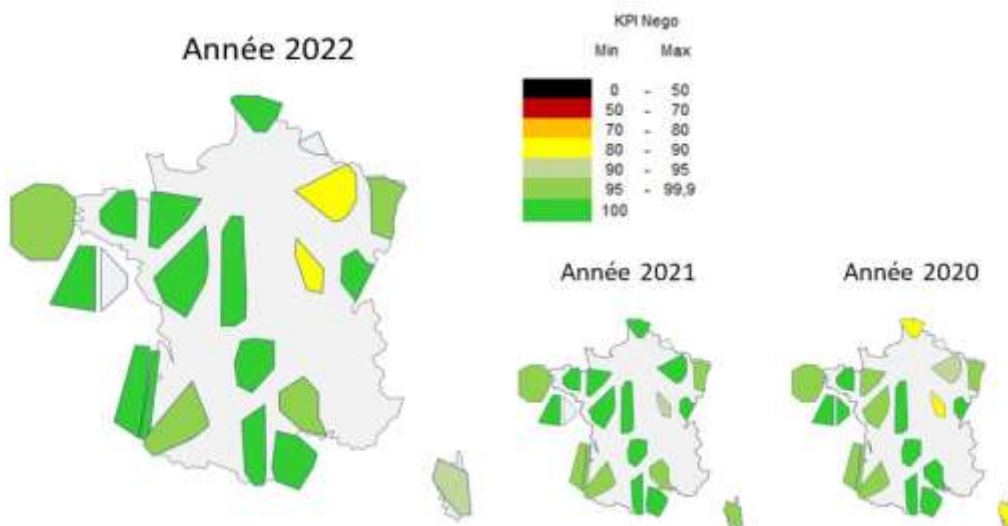 Année 2022
KPI Nego
Min Max
0 - 50
50 - 70
70 - 80
80 - 90
90 - 95
95 - 99,9
100
Année 2021
Année 2020